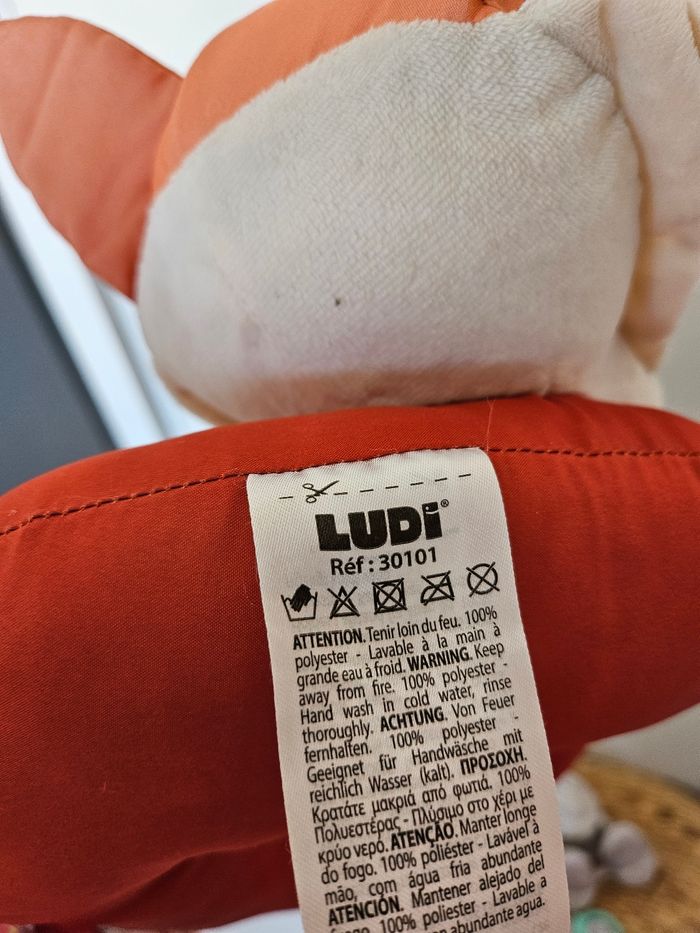 LUDi®
Réf : 30101
ATTENTION. Tenir loin du feu. 100%
polyester - Lavable à la main à
grande eau à froid. WARNING. Keep
away from fire. 100% polyester -
Hand wash in cold water, rinse
thoroughly. ACHTUNG. Von Feuer
fernhalten. 100% polyester -
Geeignet für Handwäsche mit
reichlich Wasser (kalt). ΠΡΟΣΟΧΗ.
Κρατάτε μακριά από φωτιά. 100%
Πολυεστέρας - Πλύσιμο στο χέρι με
κρύο νερό. ATENÇÃO. Manter longe
do fogo. 100% poliéster - Lavável à
mão, com água fria abundante
ATENCIÓN. Mantener alejado del
fuego. 100% poliester - Lavable a
abundante agua.